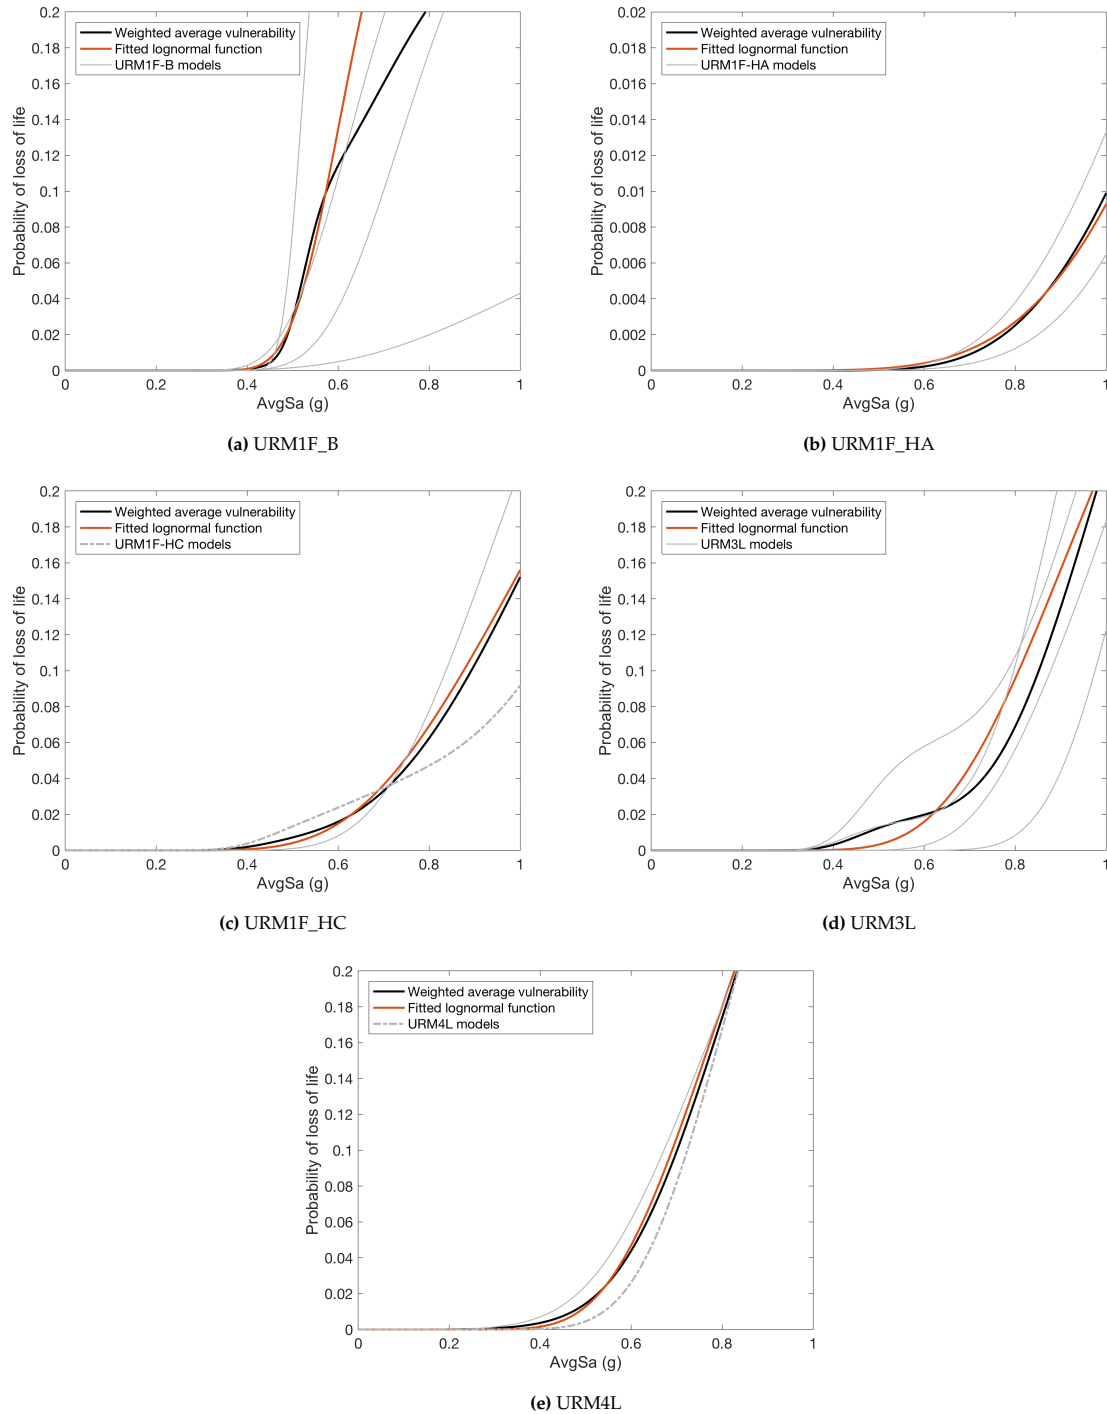 0.2
0.18
0.16
0.14
0.12
0.1
0.08
0.06
0.04
0.02
0
Probability of loss of life
Weighted average vulnerability
Fitted lognormal function
URM1F-B models
0 0.2 0.4 0.6 0.8 1
AvgSa (g)
(a) URM1F_B
0.02
0.018
0.016
0.014
0.012
0.01
0.008
0.006
0.004
0.002
0
Probability of loss of life
Weighted average vulnerability
Fitted lognormal function
URM1F-HA models
0 0.2 0.4 0.6 0.8 1
AvgSa (g)
(b) URM1F_HA
0.2
0.18
0.16
0.14
0.12
0.1
0.08
0.06
0.04
0.02
0
Probability of loss of life
Weighted average vulnerability
Fitted lognormal function
URM1F-HC models
0 0.2 0.4 0.6 0.8 1
AvgSa (g)
(c) URM1F_HC
0.2
0.18
0.16
0.14
0.12
0.1
0.08
0.06
0.04
0.02
0
Probability of loss of life
Weighted average vulnerability
Fitted lognormal function
URM3L models
0 0.2 0.4 0.6 0.8 1
AvgSa (g)
(d) URM3L
0.2
0.18
0.16
0.14
0.12
0.1
0.08
0.06
0.04
0.02
0
Probability of loss of life
Weighted average vulnerability
Fitted lognormal function
URM4L models
0 0.2 0.4 0.6 0.8 1
AvgSa (g)
(e) URM4L